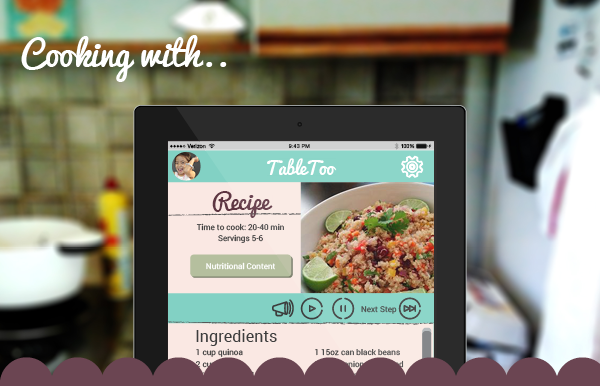 Cooking with..
Verizon
9:43 PM
100%
TableToo
Recipe
Time to cook: 20-40 min
Servings 5-6
Nutritional Content
Next Step
Ingredients
1 cup quinoa
1 15oz can black beans